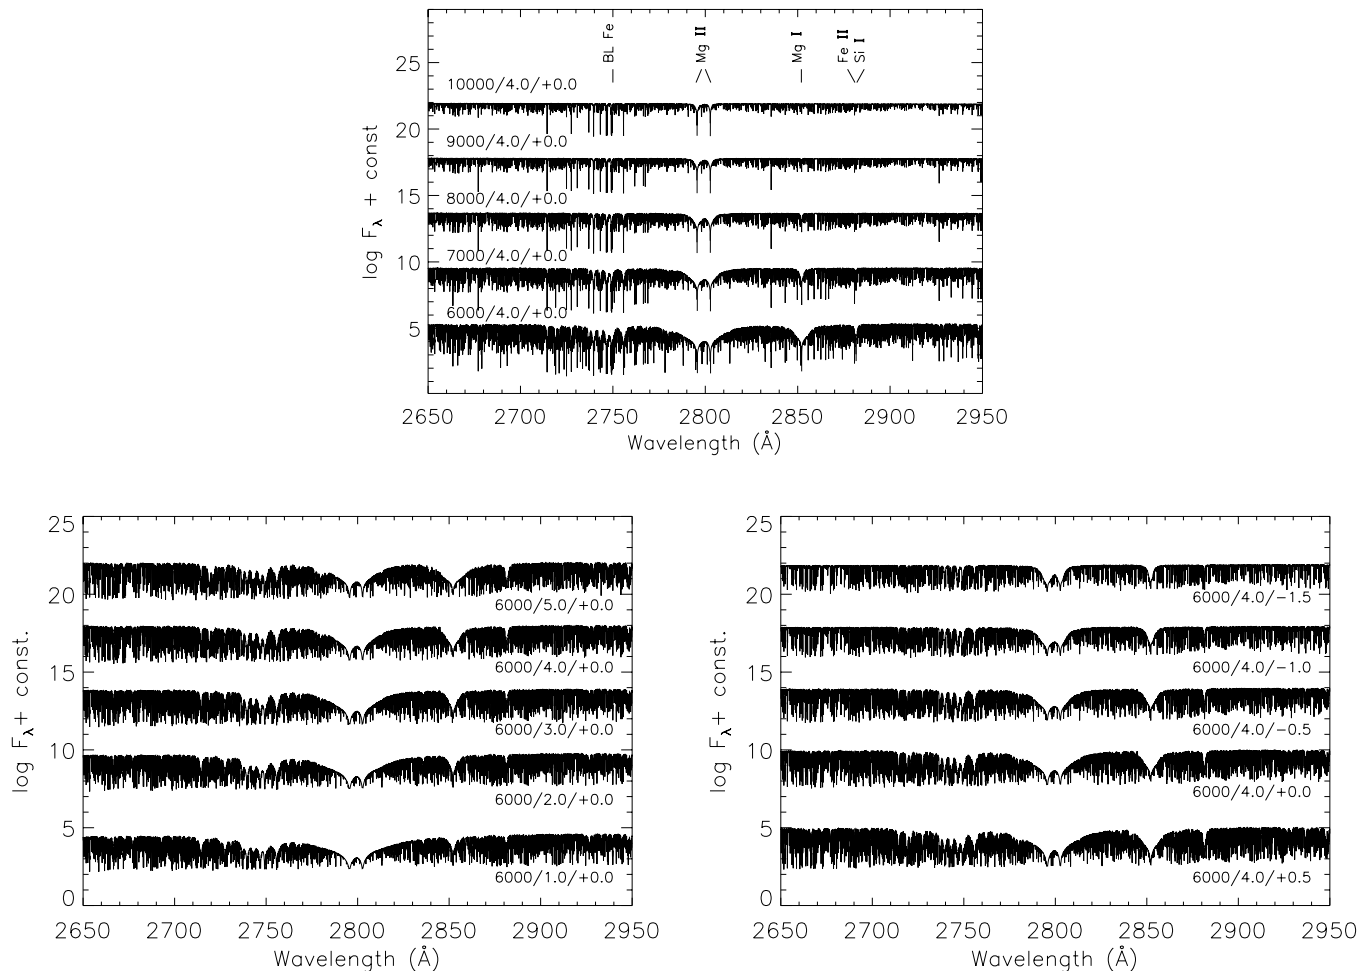 BL Fe
Mg II
Mg I
Fe II
Si I
25
20
15
10
5
log Fλ + const
10000/4.0/+0.0
9000/4.0/+0.0
8000/4.0/+0.0
7000/4.0/+0.0
6000/4.0/+0.0
2650 2700 2750 2800 2850 2900 2950
Wavelength (Å)
25
20
15
10
5
0
log Fλ+ const.
6000/5.0/+0.0
6000/4.0/+0.0
6000/3.0/+0.0
6000/2.0/+0.0
6000/1.0/+0.0
2650 2700 2750 2800 2850 2900 2950
Wavelength (Å)
25
20
15
10
5
0
log Fλ+ const.
6000/4.0/−1.5
6000/4.0/−1.0
6000/4.0/−0.5
6000/4.0/+0.0
6000/4.0/+0.5
2650 2700 2750 2800 2850 2900 2950
Wavelength (Å)